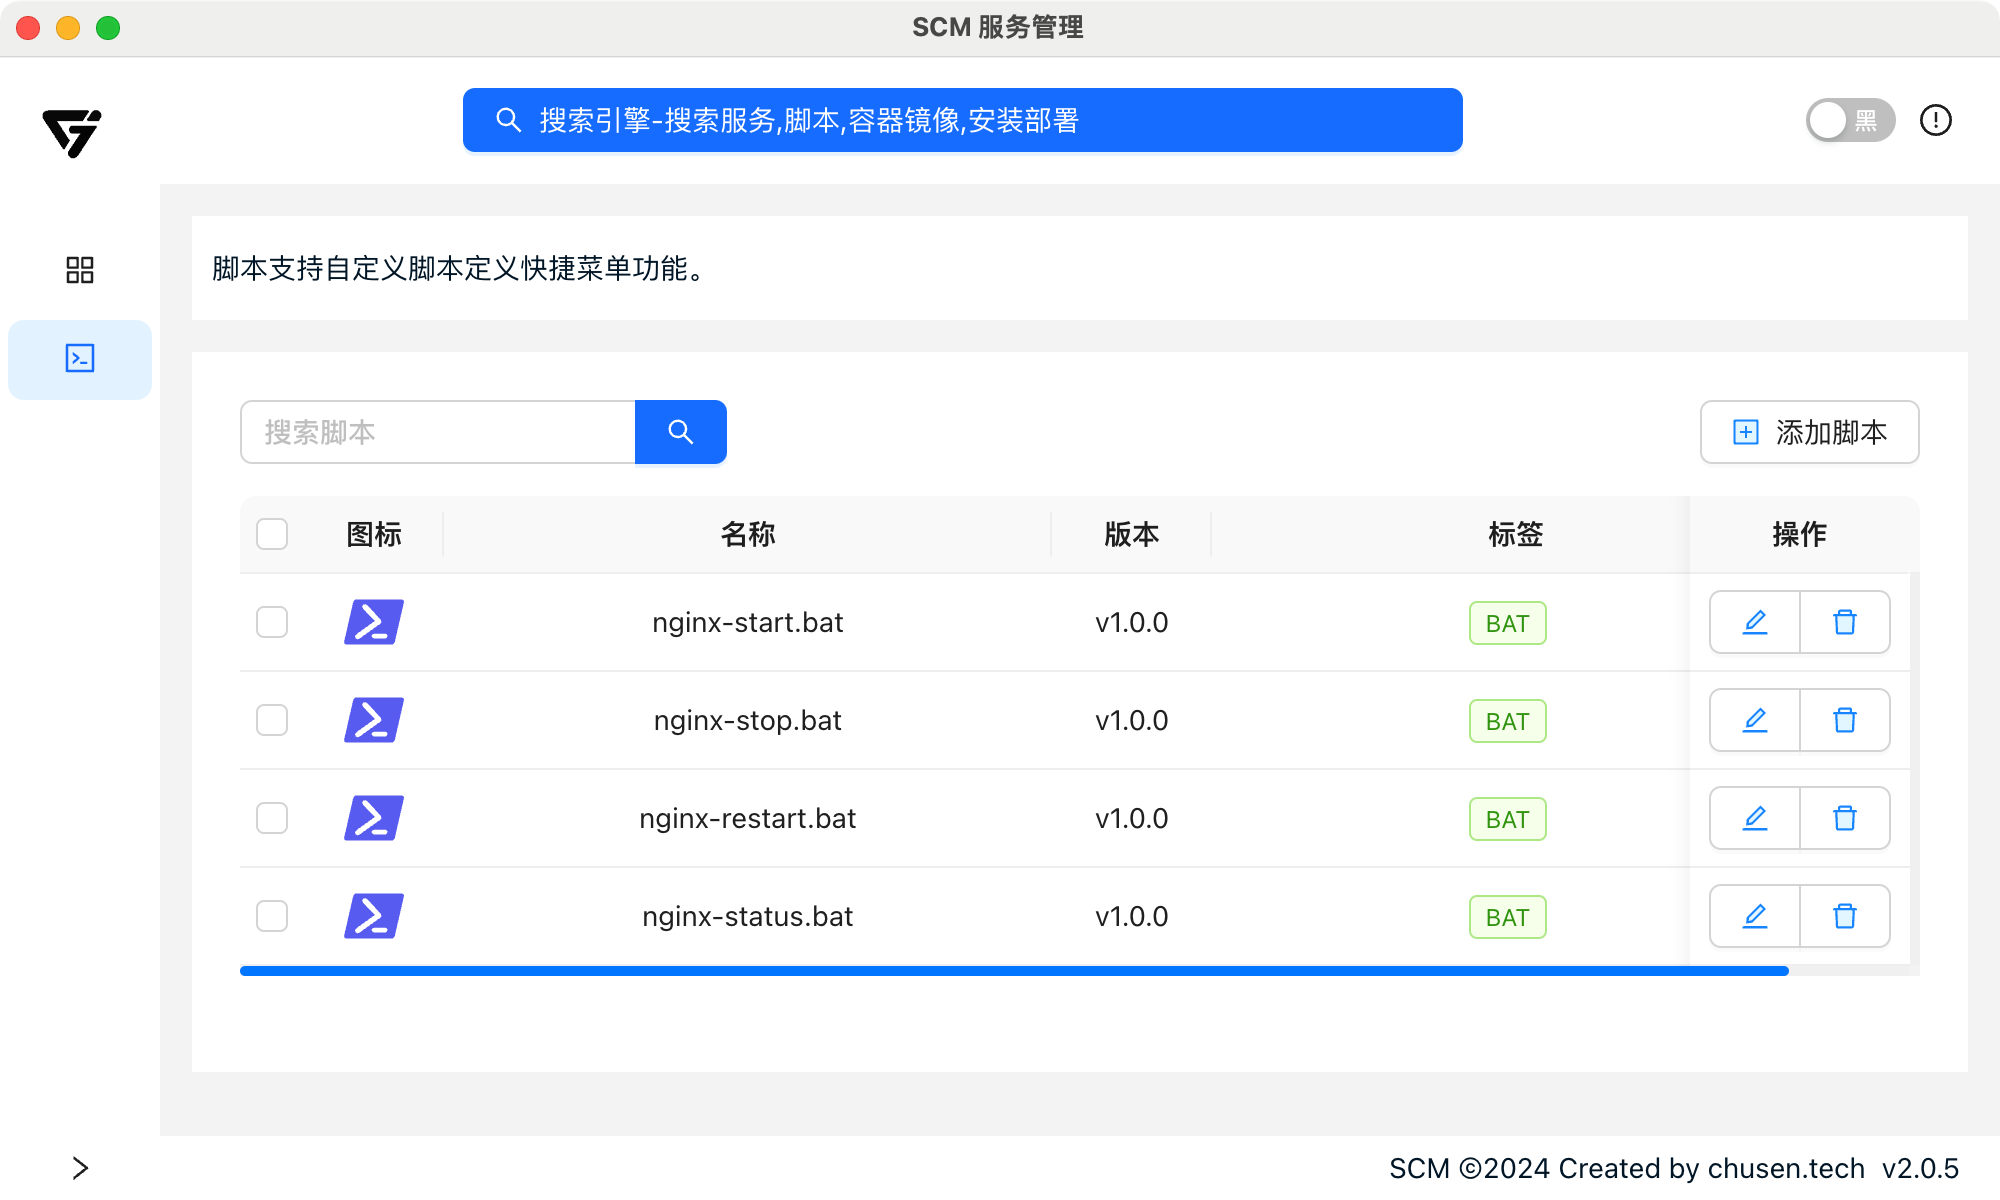 SCM 服务管理
搜索引擎-搜索服务,脚本,容器镜像,安装部署
黑
脚本支持自定义脚本定义快捷菜单功能。
搜索脚本
添加脚本
图标 名称 版本 标签 操作
nginx-start.bat v1.0.0 BAT
nginx-stop.bat v1.0.0 BAT
nginx-restart.bat v1.0.0 BAT
nginx-status.bat v1.0.0 BAT
SCM ©2024 Created by chusen.tech v2.0.5